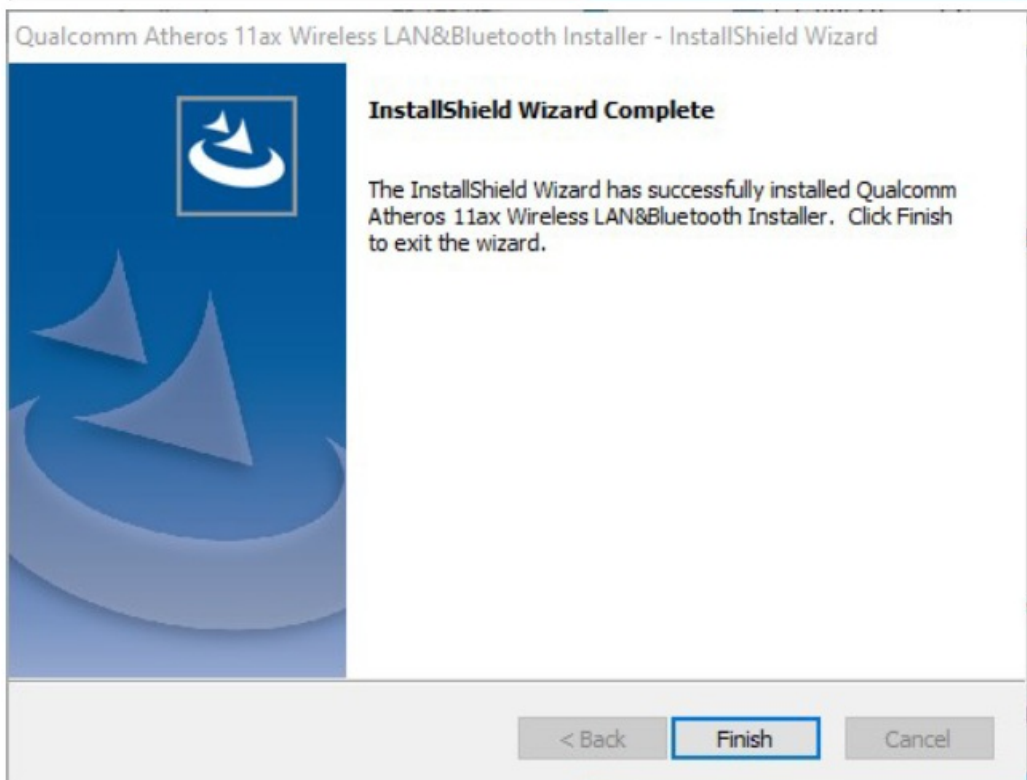 Qualcomm Atheros 11ax Wireless LAN&Bluetooth Installer - InstallShield Wizard
InstallShield Wizard Complete
The InstallShield Wizard has successfully installed Qualcomm
Atheros 11ax Wireless LAN&Bluetooth Installer.  Click Finish
to exit the wizard.
< Back
Finish
Cancel